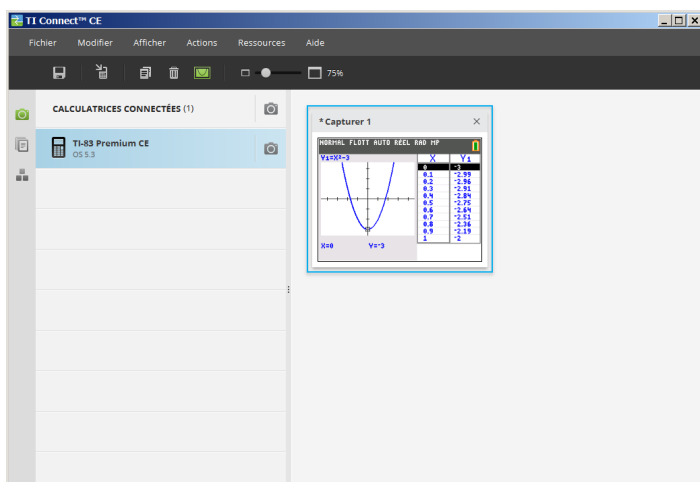 TI Connect™ CE
Fichier Modifier Afficher Actions Ressources Aide
75%
CALCULATRICES CONNECTÉES (1)
TI-83 Premium CE
OS 5.3
*Capturer 1
NORMAL FLOTT AUTO RÉEL RAD MP
Y1=X²-3
X Y1
0 -3
0.1 -2.99
0.2 -2.96
0.3 -2.91
0.4 -2.84
0.5 -2.75
0.6 -2.64
0.7 -2.51
0.8 -2.36
0.9 -2.19
1 -2
X=0 Y=-3